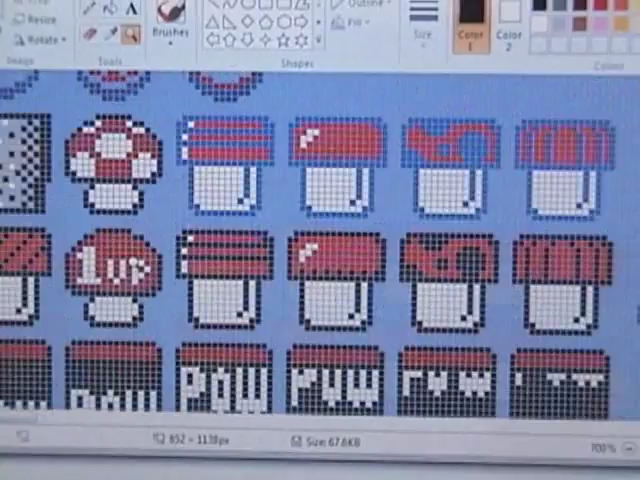 Resize
Rotate
Brushes
Outline
Fill
Size
Color
1
Color
2
Image
Tools
Shapes
Colors
1UP
POW
852 × 1138px
Size: 67.6KB
700%